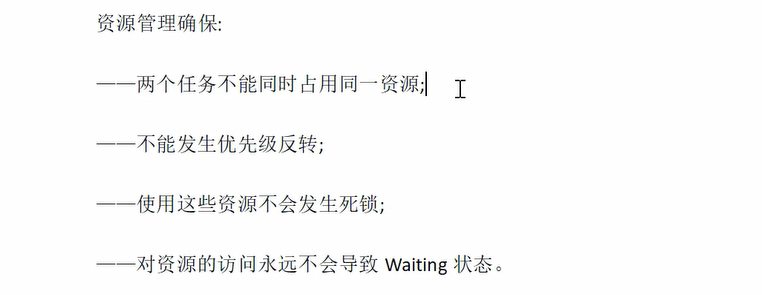 资源管理确保:
——两个任务不能同时占用同一资源;
——不能发生优先级反转;
——使用这些资源不会发生死锁;
——对资源的访问永远不会导致 Waiting 状态。